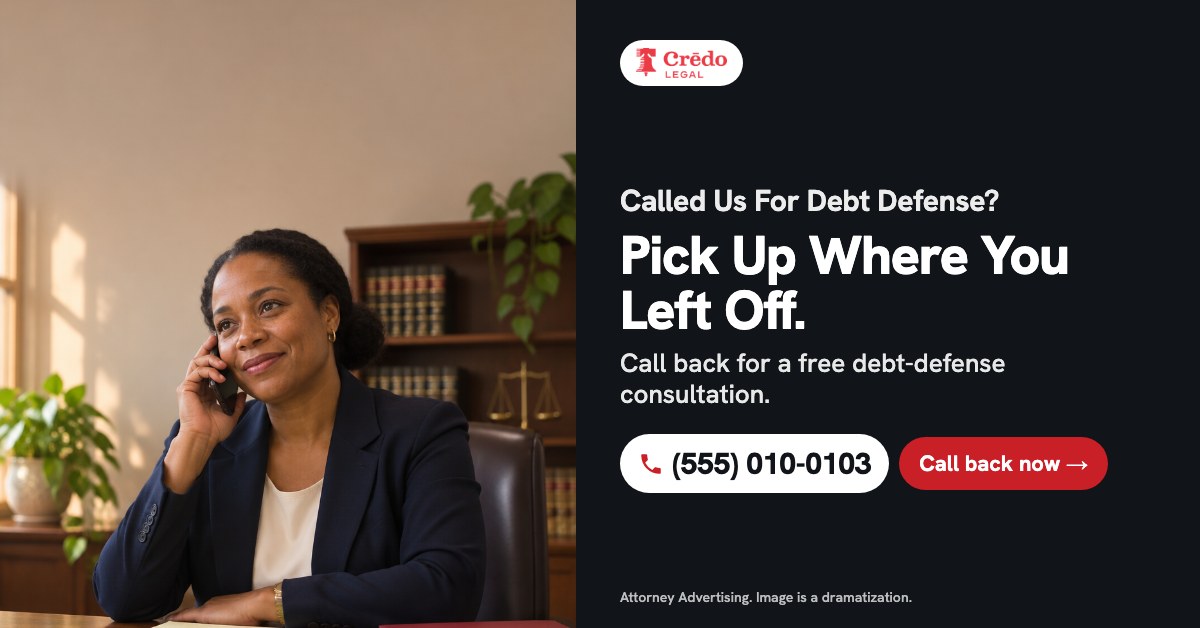 Crēdo
LEGAL
Called Us For Debt Defense?
Pick Up Where You
Left Off.
Call back for a free debt-defense
consultation.
(555) 010-0103
Call back now →
Attorney Advertising. Image is a dramatization.